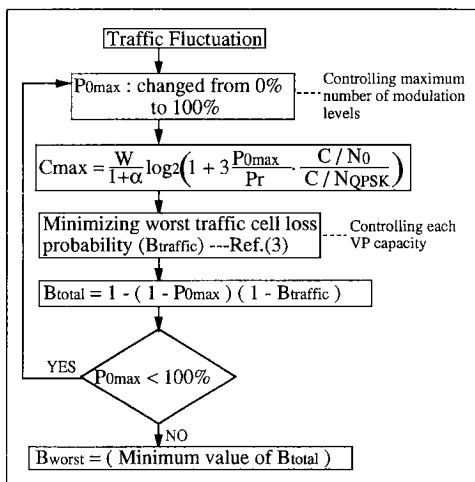 Traffic Fluctuation
P0max : changed from 0% to 100%
Controlling maximum number of modulation levels
Cmax = W/1+α log2(1 + 3 P0max/Pr · C / N0/C / NQPSK)
Minimizing worst traffic cell loss probability (Btraffic) ---Ref.(3)
Controlling each VP capacity
Btotal = 1 - ( 1 - P0max ) ( 1 - Btraffic )
YES
P0max < 100%
NO
Bworst = ( Minimum value of Btotal )